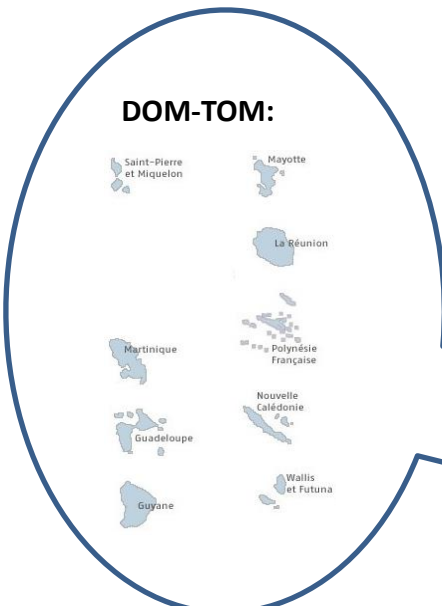 DOM-TOM:
Saint-Pierre
et Miquelon
Mayotte
La Réunion
Martinique
Polynésie
Française
Nouvelle
Calédonie
Guadeloupe
Wallis
et Futuna
Guyane